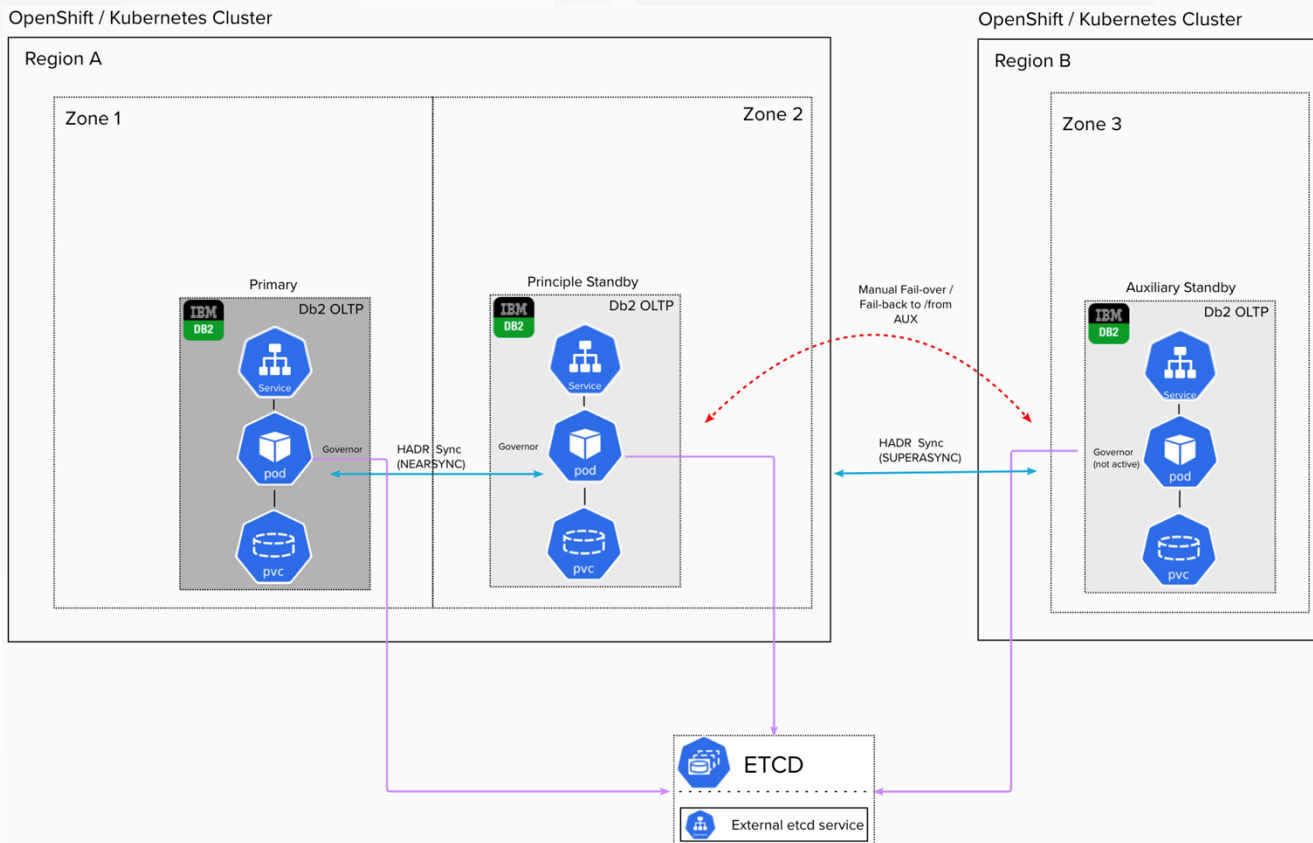 OpenShift / Kubernetes Cluster
Region A
Zone 1
Zone 2
Primary
IBM
DB2
Db2 OLTP
Service
pod
pvc
Governor
HADR Sync
(NEARSYNC)
Principle Standby
IBM
DB2
Db2 OLTP
Service
Governor
pod
pvc
Manual Fail-over /
Fail-back to /from
AUX
HADR Sync
(SUPERASYNC)
OpenShift / Kubernetes Cluster
Region B
Zone 3
Auxiliary Standby
IBM
DB2
Db2 OLTP
Service
Governor
(not active)
pod
pvc
ETCD
Service
External etcd service